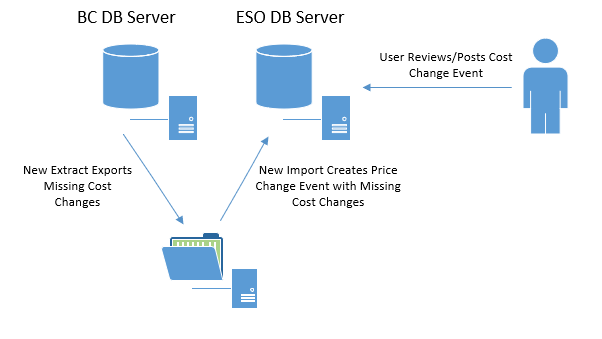 BC DB Server
ESO DB Server
User Reviews/Posts Cost
Change Event
New Extract Exports
Missing Cost
Changes
New Import Creates Price
Change Event with Missing
Cost Changes